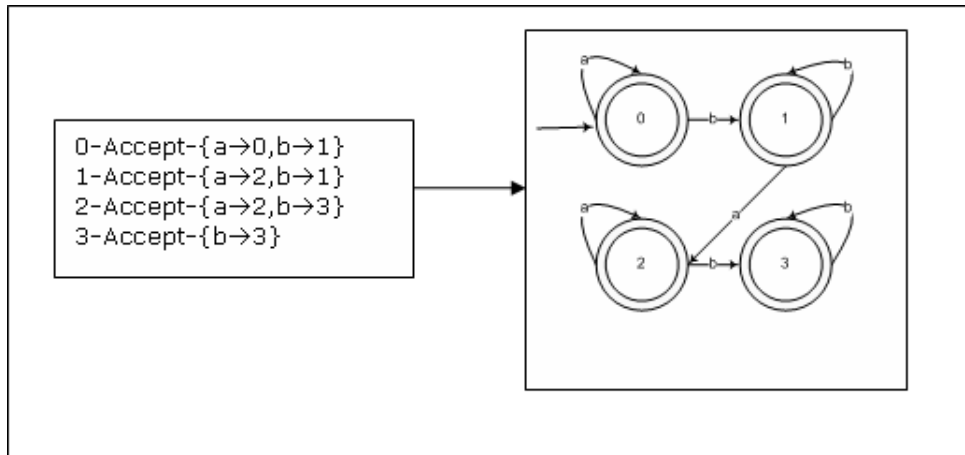 0-Accept-{a→0,b→1}
1-Accept-{a→2,b→1}
2-Accept-{a→2,b→3}
3-Accept-{b→3}
a
b
0
b
1
a
a
b
2
b
3